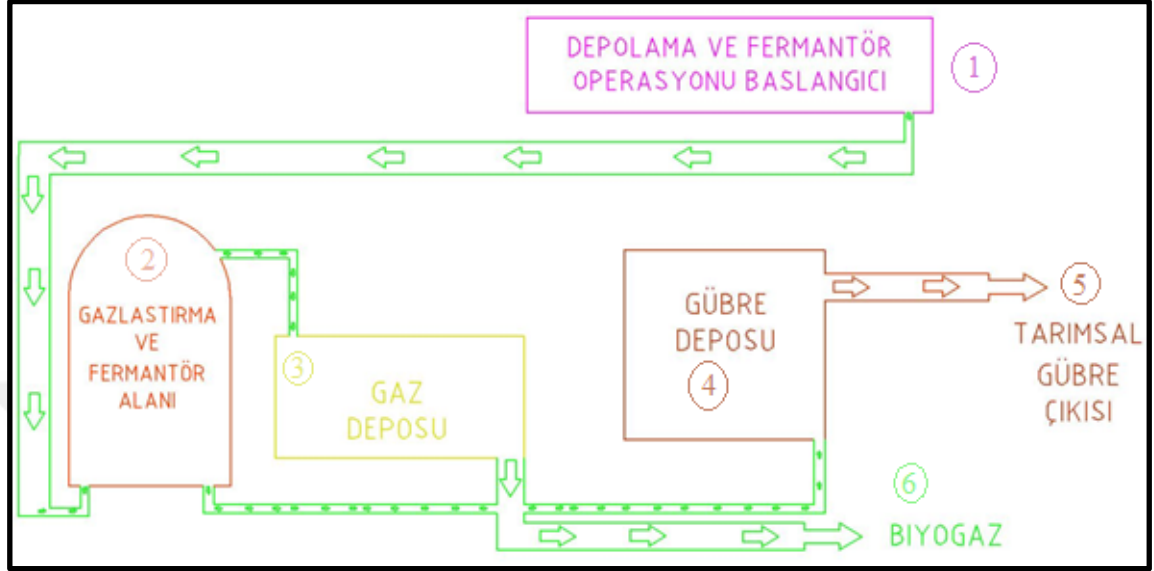 DEPOLAMA VE FERMANTÖR
OPERASYONU BASLANGICI
1
2
GAZLASTIRMA
VE
FERMANTÖR
ALANI
3
GAZ
DEPOSU
GÜBRE
DEPOSU
4
5
TARIMSAL
GÜBRE
ÇIKISI
6
BIYOGAZ